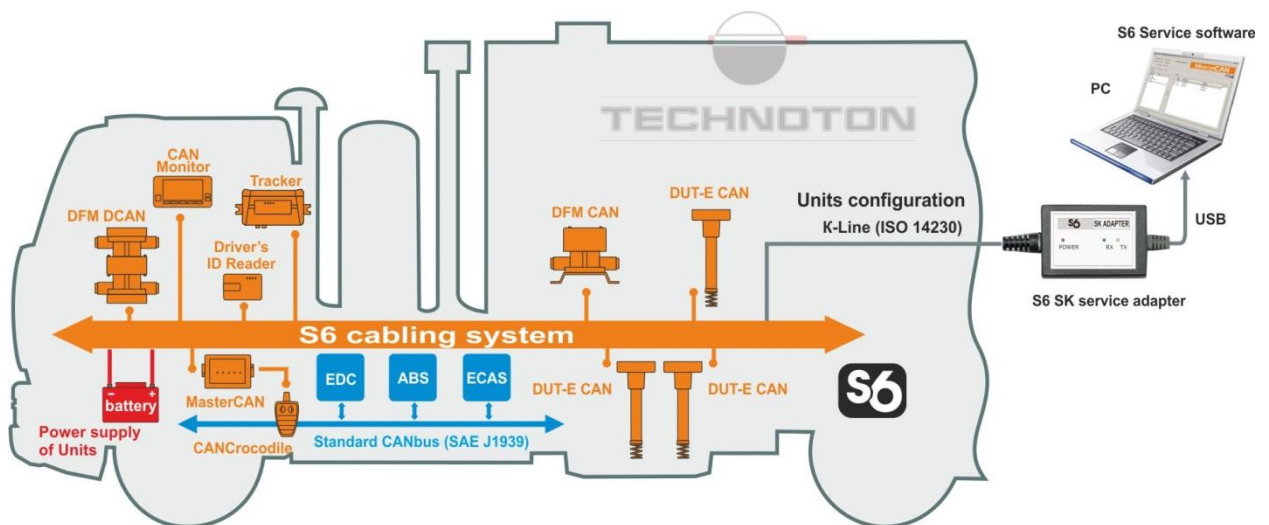 S6 Service software
PC
MasterCAN
USB
S6
SK ADAPTER
POWER
RX
TX
S6 SK service adapter
TECHNOTON
Units configuration
K-Line (ISO 14230)
CAN
Monitor
Tracker
DFM DCAN
Driver's
ID Reader
DFM CAN
DUT-E CAN
S6 cabling system
EDC
ABS
ECAS
MasterCAN
CANCrocodile
Standard CANbus (SAE J1939)
- +
battery
Power supply
of Units
DUT-E CAN
DUT-E CAN
S6